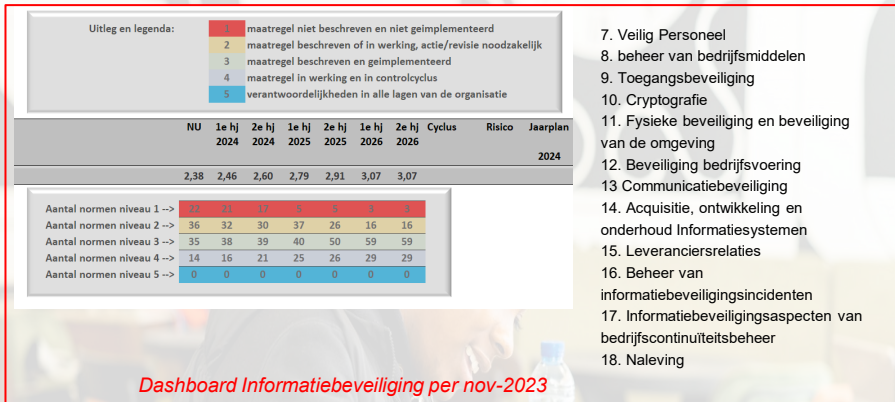 Uitleg en legenda:
1 maatregel niet beschreven en niet geimplementeerd
2 maatregel beschreven of in werking, actie/revisie noodzakelijk
3 maatregel beschreven en geimplementeerd
4 maatregel in werking en in controlcyclus
5 verantwoordelijkheden in alle lagen van de organisatie
NU 1e hj 2e hj 1e hj 2e hj 1e hj 2e hj Cyclus Risico Jaarplan
2024 2024 2025 2025 2026 2026
2024
2,38 2,46 2,60 2,79 2,91 3,07 3,07
Aantal normen niveau 1 --> 22 21 17 5 5 3 3
Aantal normen niveau 2 --> 36 32 30 37 26 16 16
Aantal normen niveau 3 --> 35 38 39 40 50 59 59
Aantal normen niveau 4 --> 14 16 21 25 26 29 29
Aantal normen niveau 5 --> 0 0 0 0 0 0 0
Dashboard Informatiebeveiliging per nov-2023
7. Veilig Personeel
8. beheer van bedrijfsmiddelen
9. Toegangsbeveiliging
10. Cryptografie
11. Fysieke beveiliging en beveiliging
van de omgeving
12. Beveiliging bedrijfsvoering
13 Communicatiebeveiliging
14. Acquisitie, ontwikkeling en
onderhoud Informatiesystemen
15. Leveranciersrelaties
16. Beheer van
informatiebeveiligingsincidenten
17. Informatiebeveiligingsaspecten van
bedrijfscontinuïteitsbeheer
18. Naleving